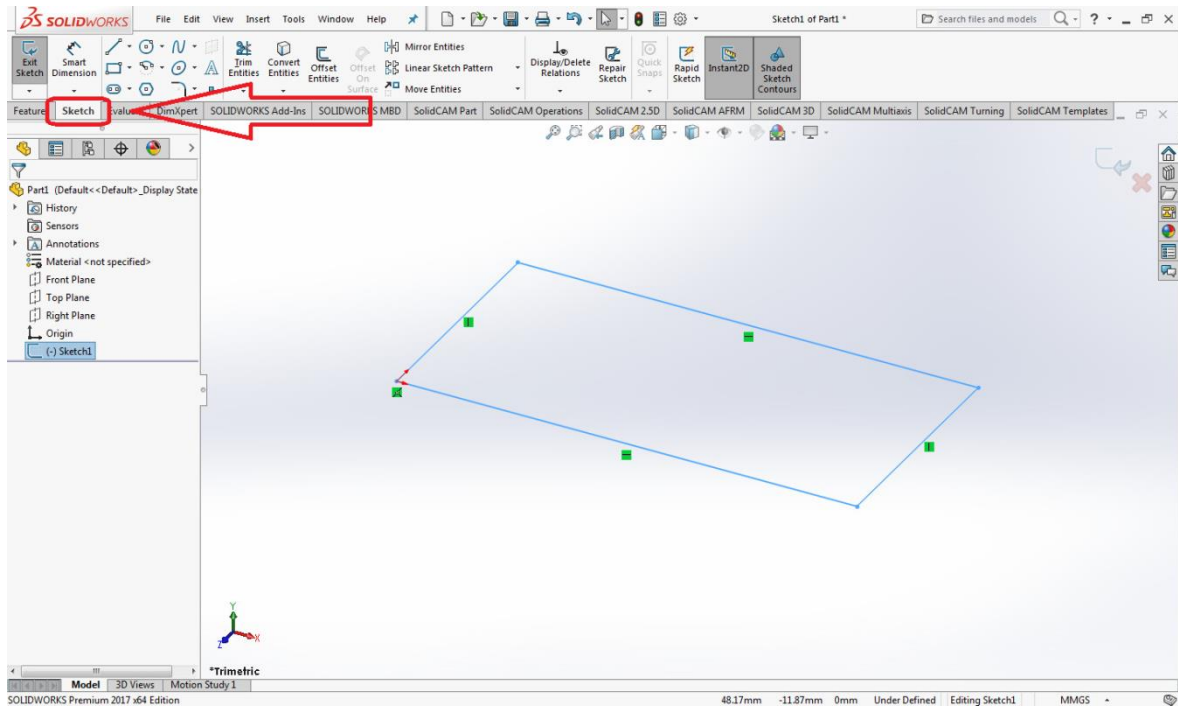 SOLIDWORKS File Edit View Insert Tools Window Help Sketch1 of Part1 * Search files and models ?
Exit Sketch
Smart Dimension
Trim Entities
Convert Entities
Offset Entities
Offset On Surface
Mirror Entities
Linear Sketch Pattern
Move Entities
Display/Delete Relations
Repair Sketch
Quick Snaps
Rapid Sketch
Instant2D
Shaded Sketch Contours
Feature Sketch Evalu DimXpert SOLIDWORKS Add-Ins SOLIDWORKS MBD SolidCAM Part SolidCAM Operations SolidCAM 2.5D SolidCAM AFRM SolidCAM 3D SolidCAM Multiaxis SolidCAM Turning SolidCAM Templates
Part1 (Default<<Default>_Display State
History
Sensors
Annotations
Material <not specified>
Front Plane
Top Plane
Right Plane
Origin
(-) Sketch1
Y
X
Z
*Trimetric
Model 3D Views Motion Study 1
SOLIDWORKS Premium 2017 x64 Edition 48.17mm -11.87mm 0mm Under Defined Editing Sketch1 MMGS